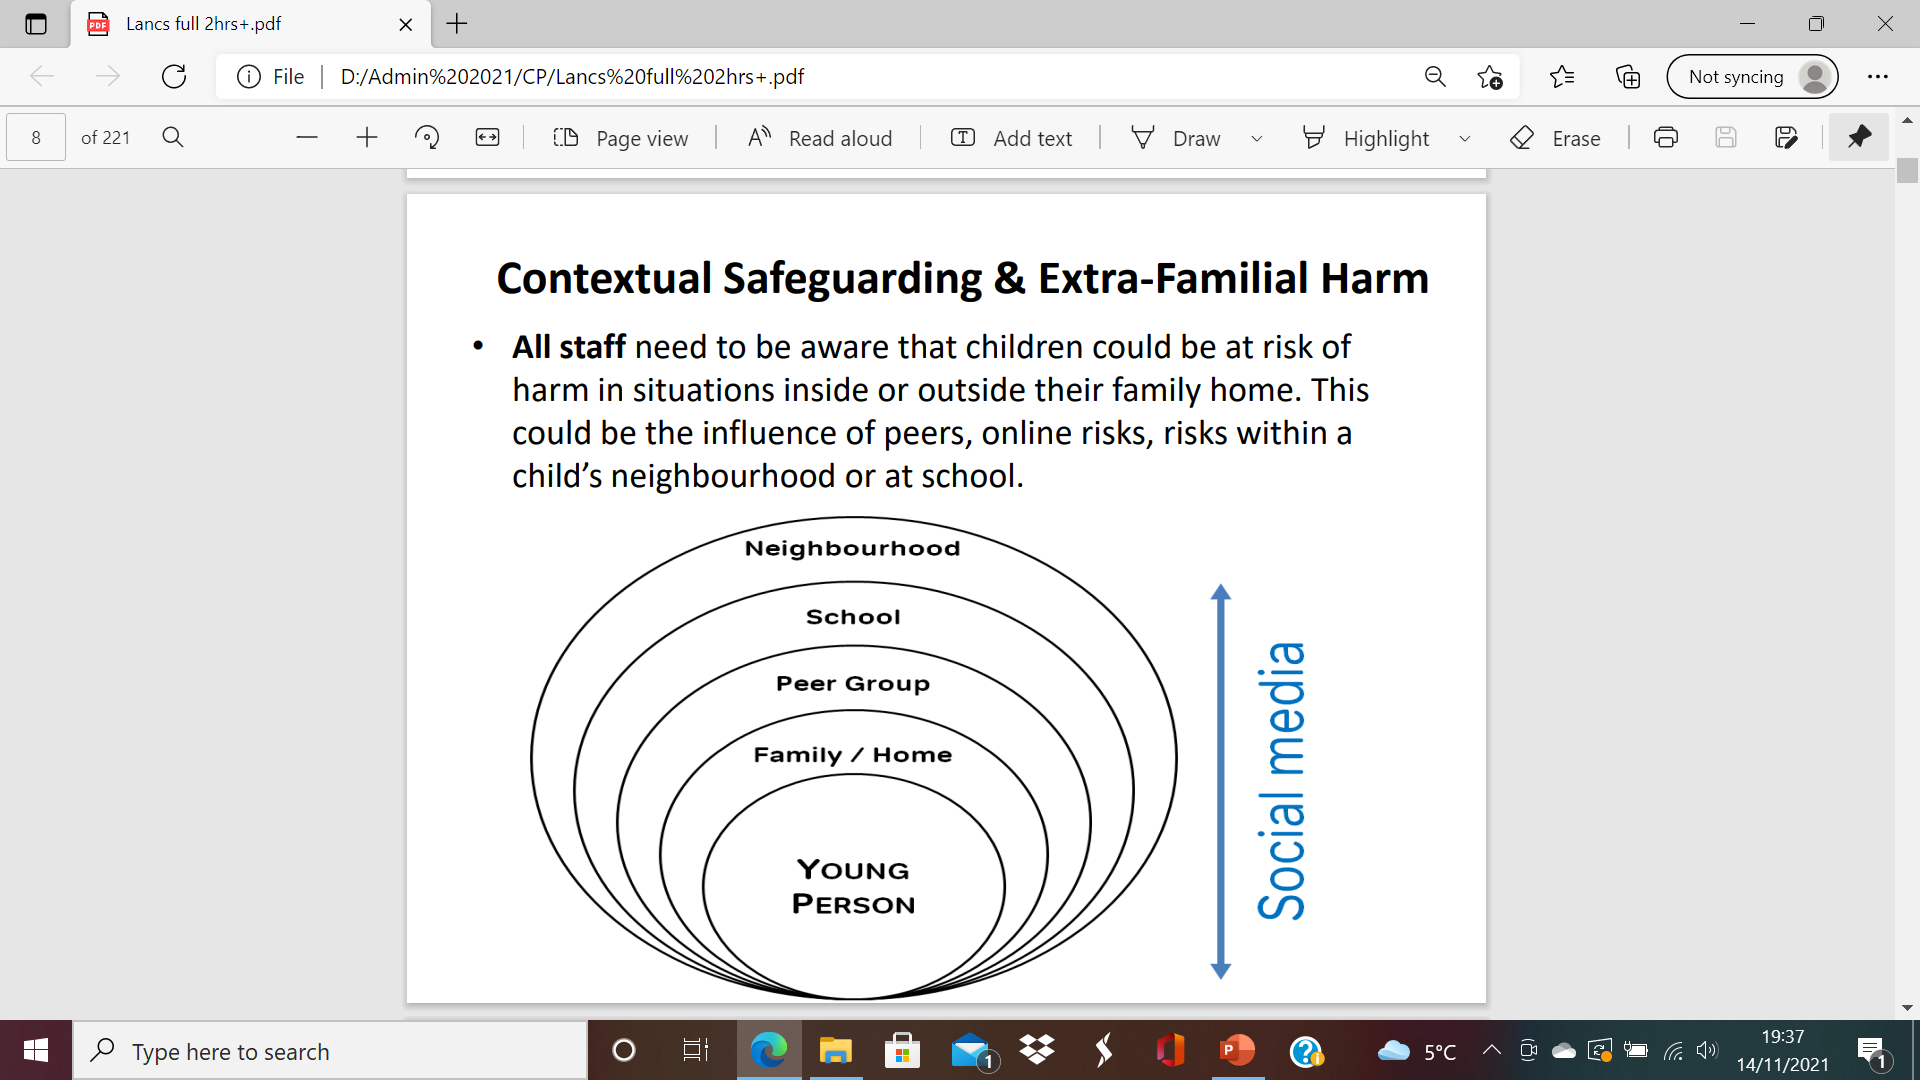 Lancs full 2hrs+.pdf
File
D:/Admin%202021/CP/Lancs%20full%202hrs+.pdf
Not syncing
8 of 221
Page view
Read aloud
Add text
Draw
Highlight
Erase
Contextual Safeguarding & Extra-Familial Harm
• All staff need to be aware that children could be at risk of
harm in situations inside or outside their family home. This
could be the influence of peers, online risks, risks within a
child’s neighbourhood or at school.
Neighbourhood
School
Peer Group
Family / Home
YOUNG
PERSON
Social media
Type here to search
1
5°C
19:37
14/11/2021
1